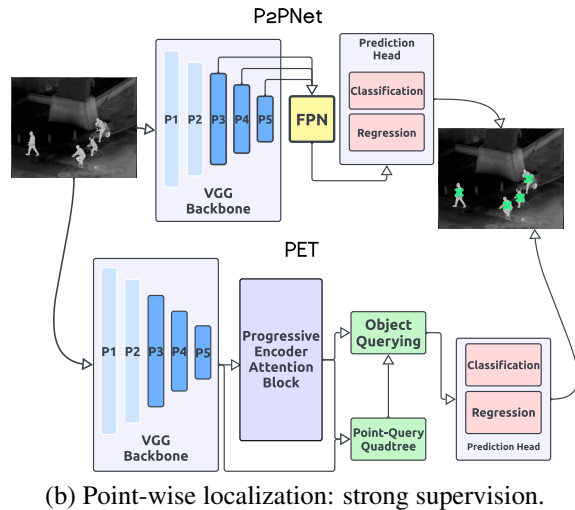 P2PNet
P1
P2
P3
P4
P5
VGG
Backbone
FPN
Prediction
Head
Classification
Regression
PET
P1
P2
P3
P4
P5
VGG
Backbone
Progressive
Encoder
Attention
Block
Object
Querying
Point-Query
Quadtree
Classification
Regression
Prediction Head
(b) Point-wise localization: strong supervision.